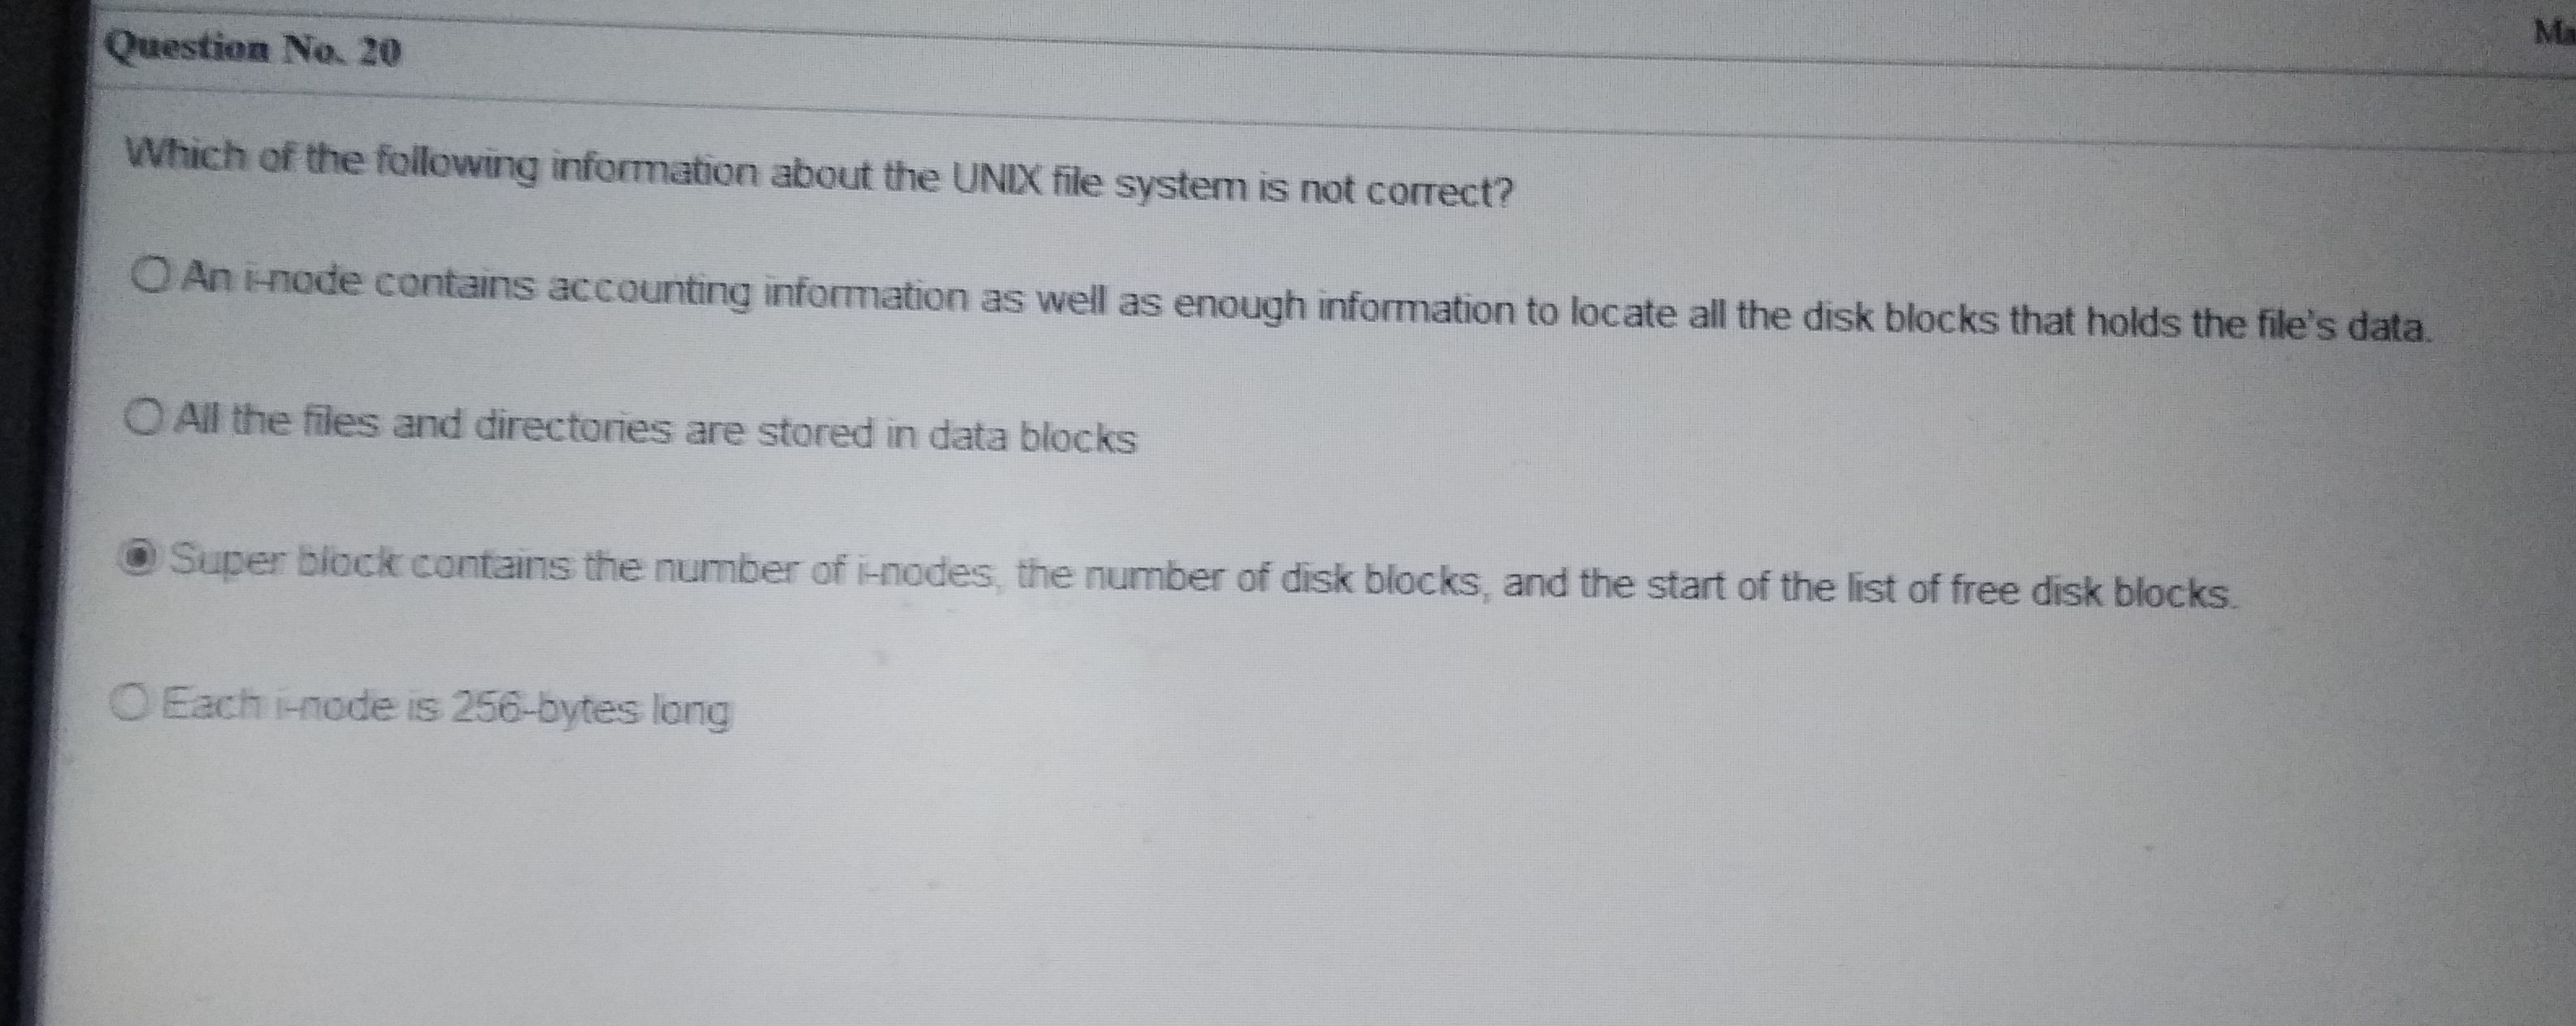 Question No. 20
Which of the following information about the UNIX file system is not correct?
An i-node contains accounting information as well as enough information to locate all the disk blocks that holds the file's data.
All the files and directories are stored in data blocks
Super block contains the number of i-nodes, the number of disk blocks, and the start of the list of free disk blocks.
Each i-node is 256-bytes long